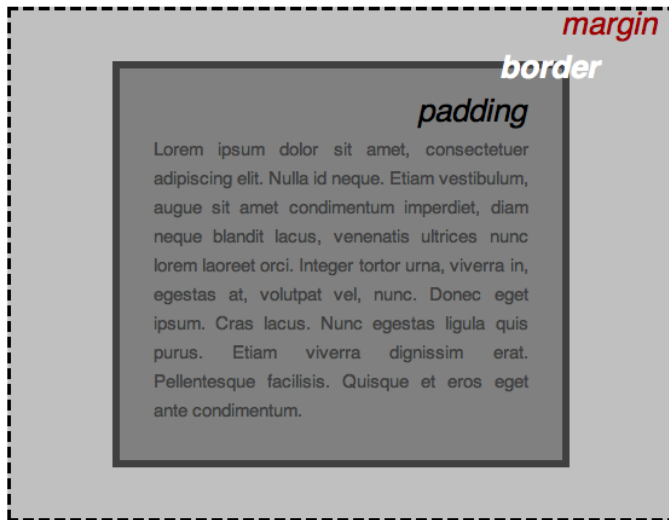 margin
border
padding
Lorem ipsum dolor sit amet, consectetuer
adipiscing elit. Nulla id neque. Etiam vestibulum,
augue sit amet condimentum imperdiet, diam
neque blandit lacus, venenatis ultrices nunc
lorem laoreet orci. Integer tortor urna, viverra in,
egestas at, volutpat vel, nunc. Donec eget
ipsum. Cras lacus. Nunc egestas ligula quis
purus. Etiam viverra dignissim erat.
Pellentesque facilisis. Quisque et eros eget
ante condimentum.